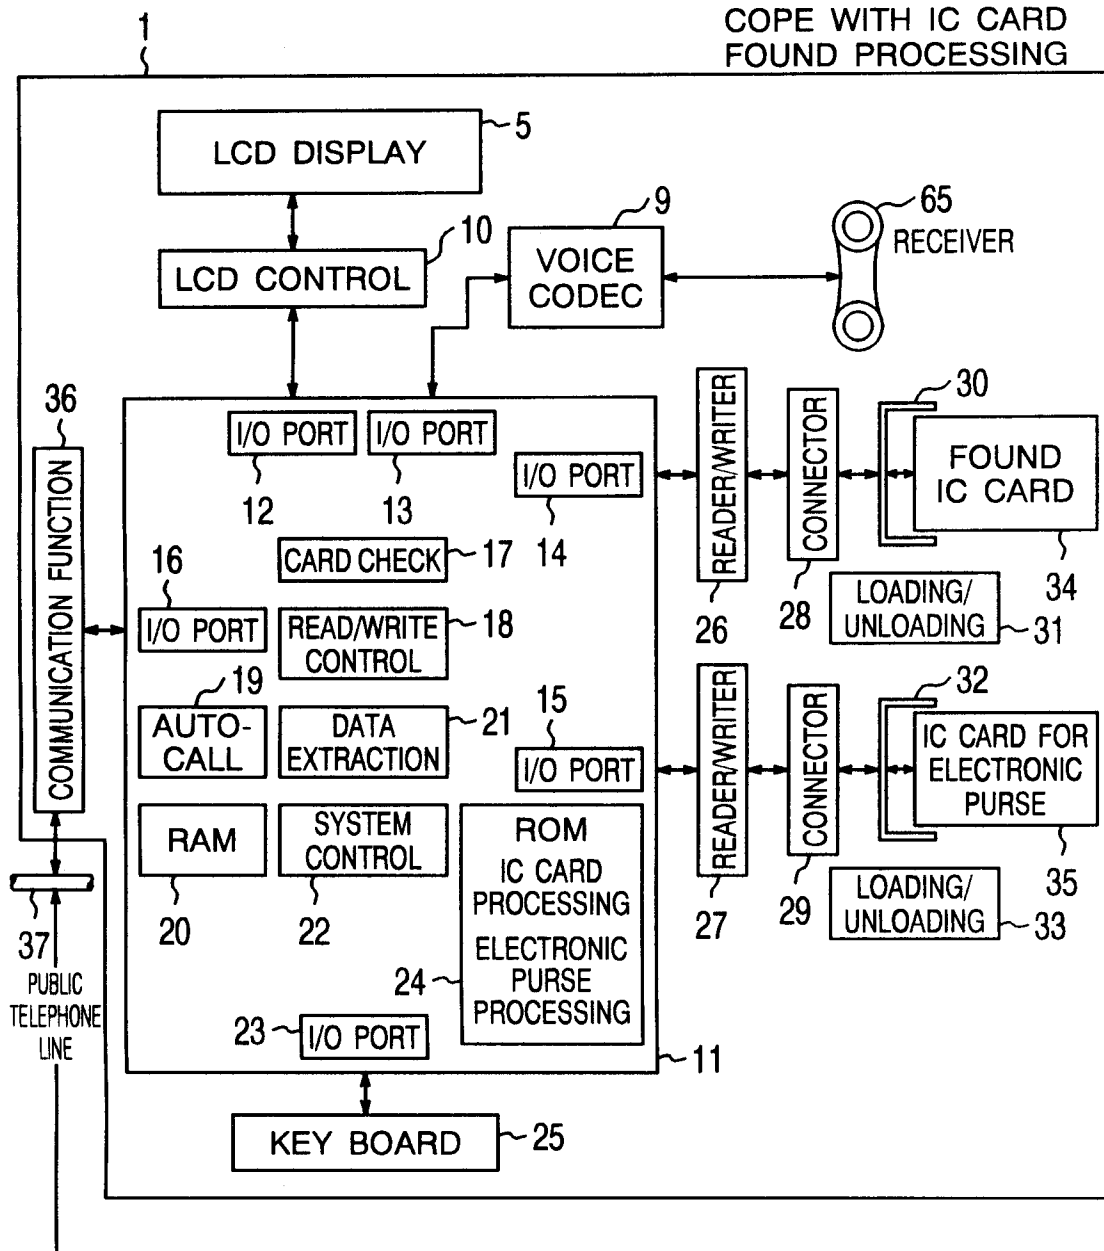 COPE WITH IC CARD
FOUND PROCESSING
1
5
LCD DISPLAY
10
LCD CONTROL
9
VOICE
CODEC
65
RECEIVER
36
COMMUNICATION FUNCTION
I/O PORT
I/O PORT
12
13
I/O PORT
14
READER/WRITER
26
CONNECTOR
28
30
FOUND
IC CARD
34
LOADING/
UNLOADING
31
CARD CHECK
17
16
I/O PORT
READ/WRITE
CONTROL
18
19
AUTO-
CALL
DATA
EXTRACTION
21
15
I/O PORT
READER/WRITER
27
CONNECTOR
29
32
IC CARD FOR
ELECTRONIC
PURSE
35
LOADING/
UNLOADING
33
RAM
20
SYSTEM
CONTROL
22
ROM
IC CARD
PROCESSING
ELECTRONIC
PURSE
PROCESSING
24
37
PUBLIC
TELEPHONE
LINE
23
I/O PORT
11
KEY BOARD
25